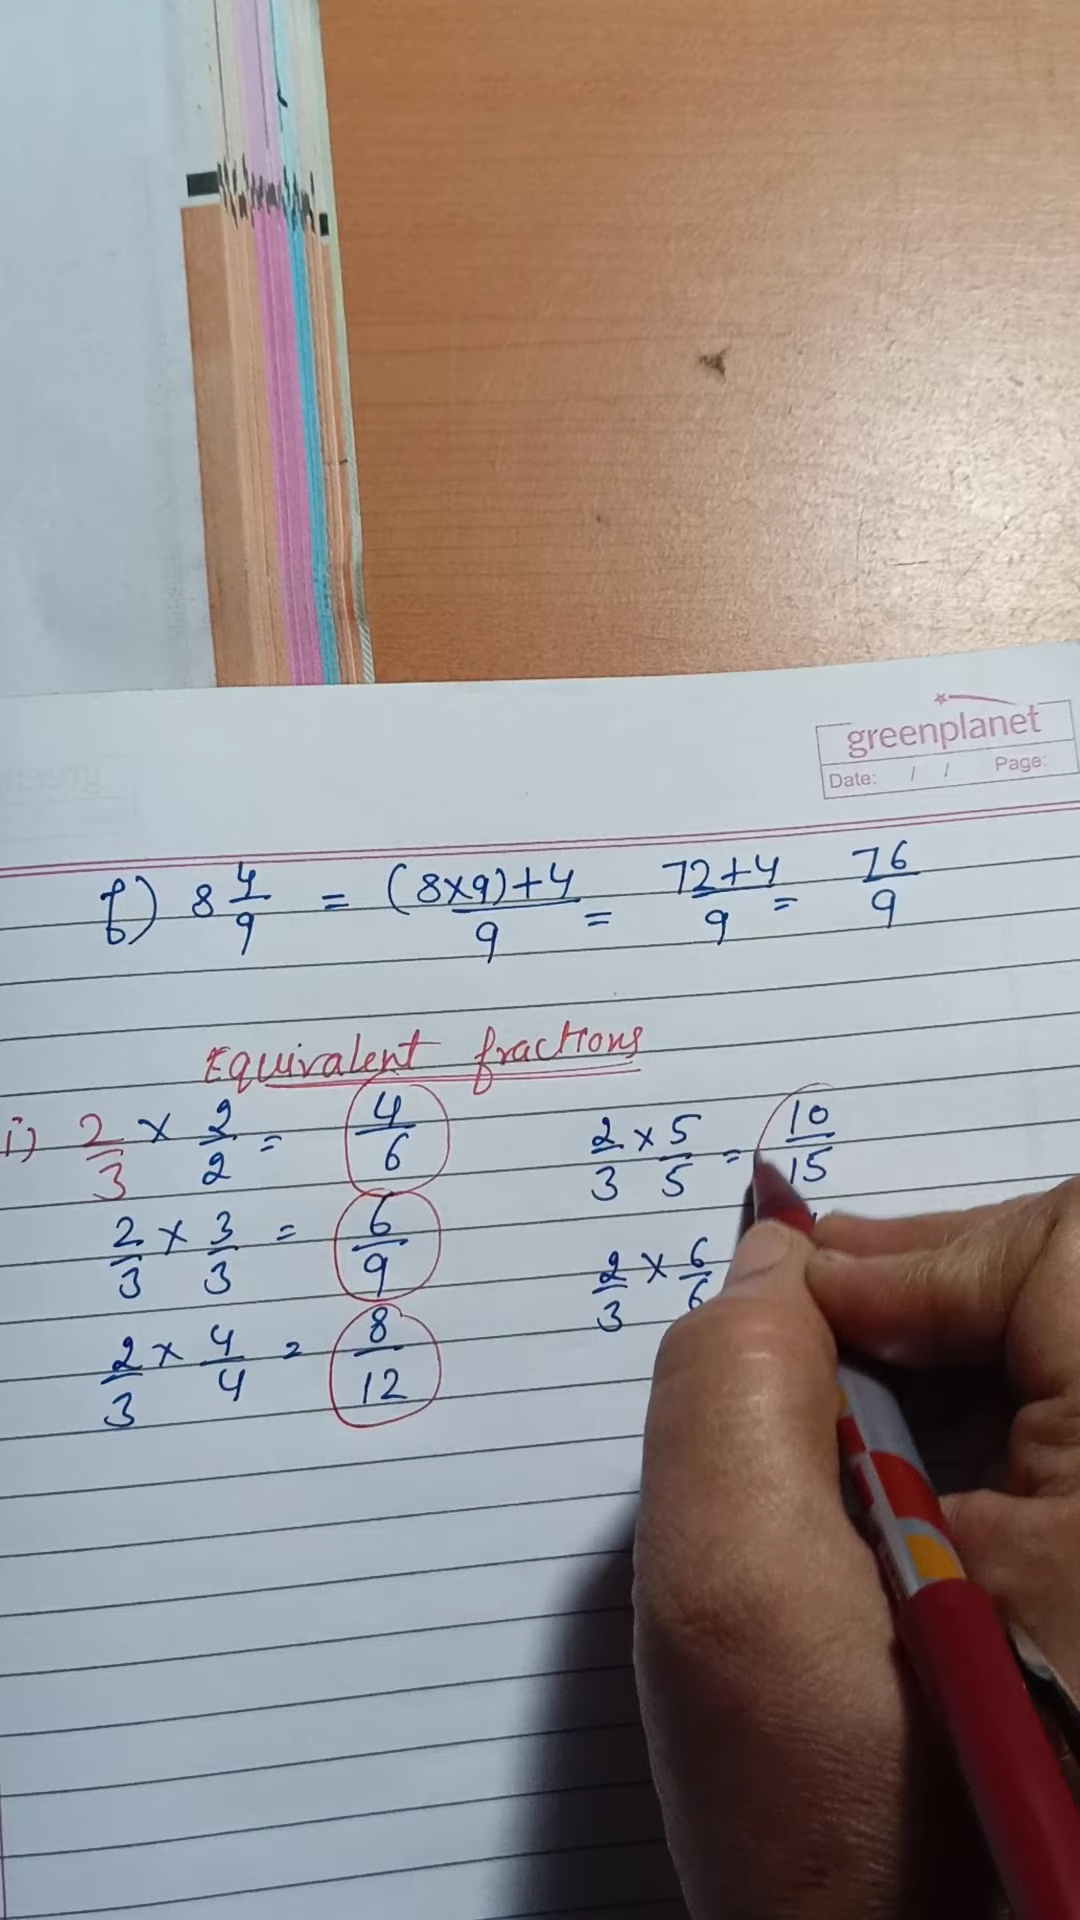 greenplanet
Date: / / Page:
f) 8 4/9 = (8×9)+4/9 = 72+4/9 = 76/9
Equivalent fractions
i) 2/3 × 2/2 = 4/6
2/3 × 3/3 = 6/9
2/3 × 4/4 = 8/12
2/3 × 5/5 = 10/15
2/3 × 6/6